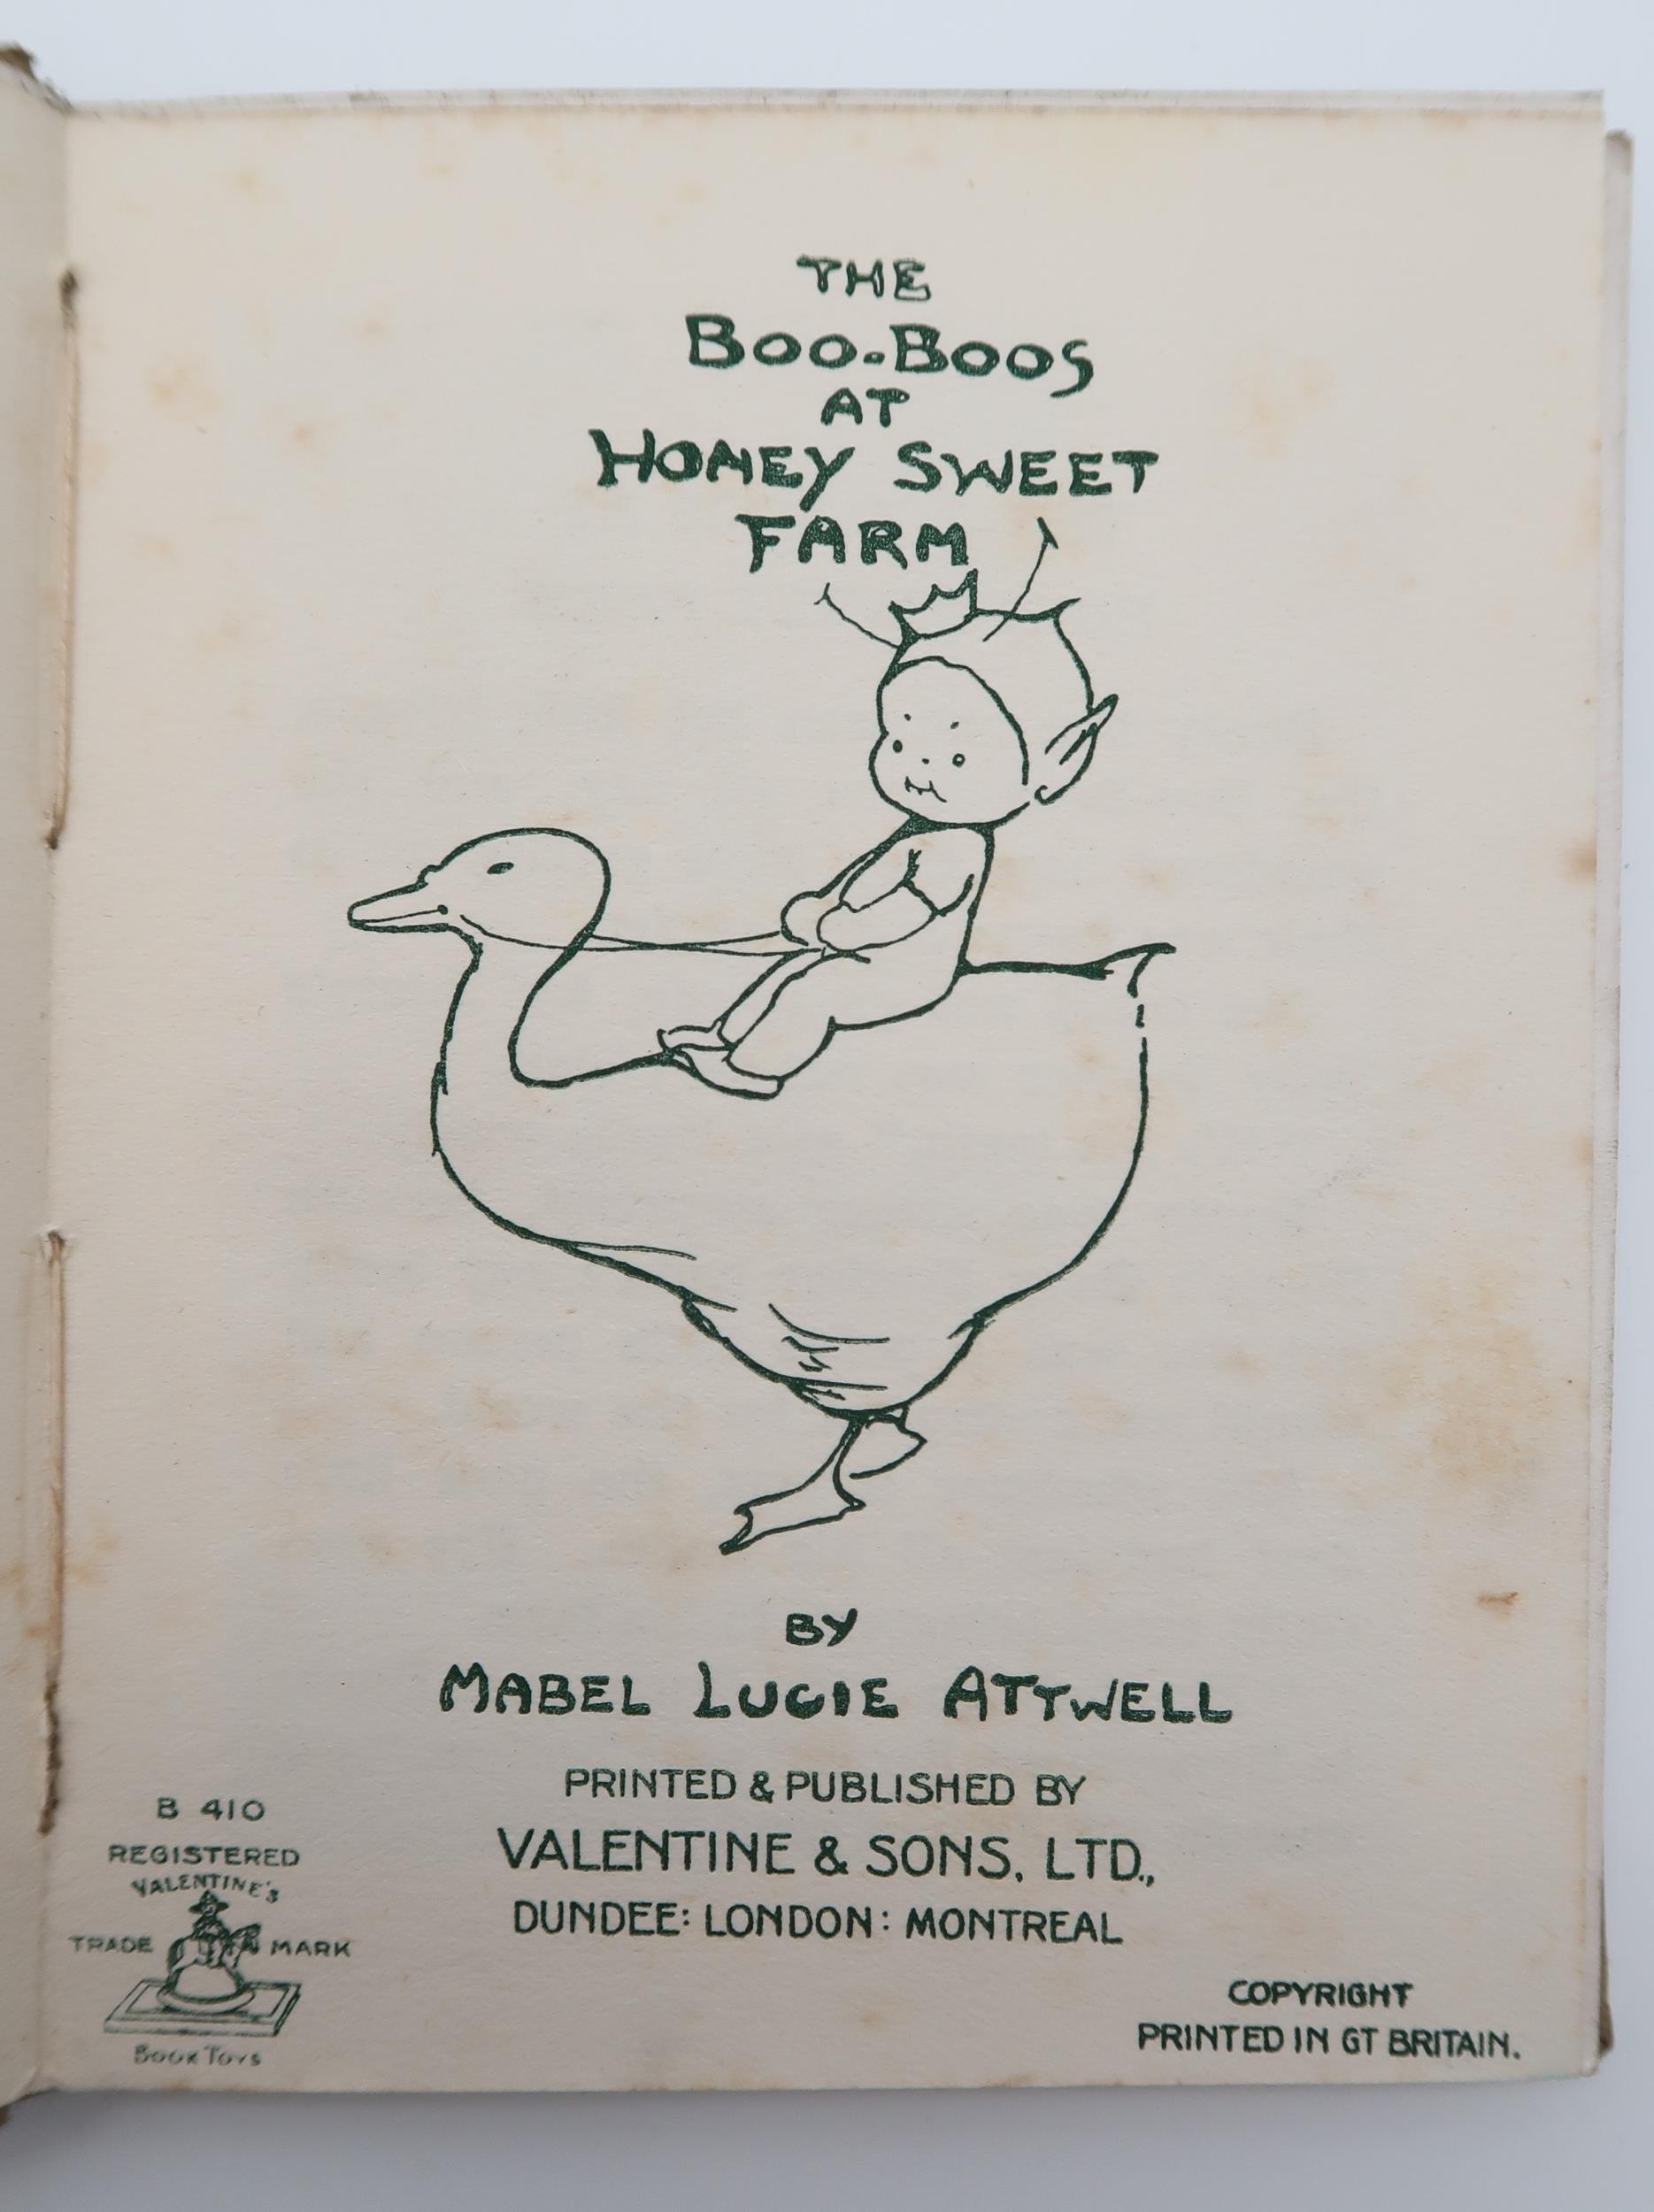 THE
BOO-BOOS
AT
HONEY SWEET
FARM
BY
MABEL LUCIE ATTWELL
PRINTED & PUBLISHED BY
VALENTINE & SONS, LTD.,
DUNDEE: LONDON: MONTREAL
B 410
REGISTERED
VALENTINE'S
TRADE MARK
BOOK TOYS
COPYRIGHT
PRINTED IN GT BRITAIN.